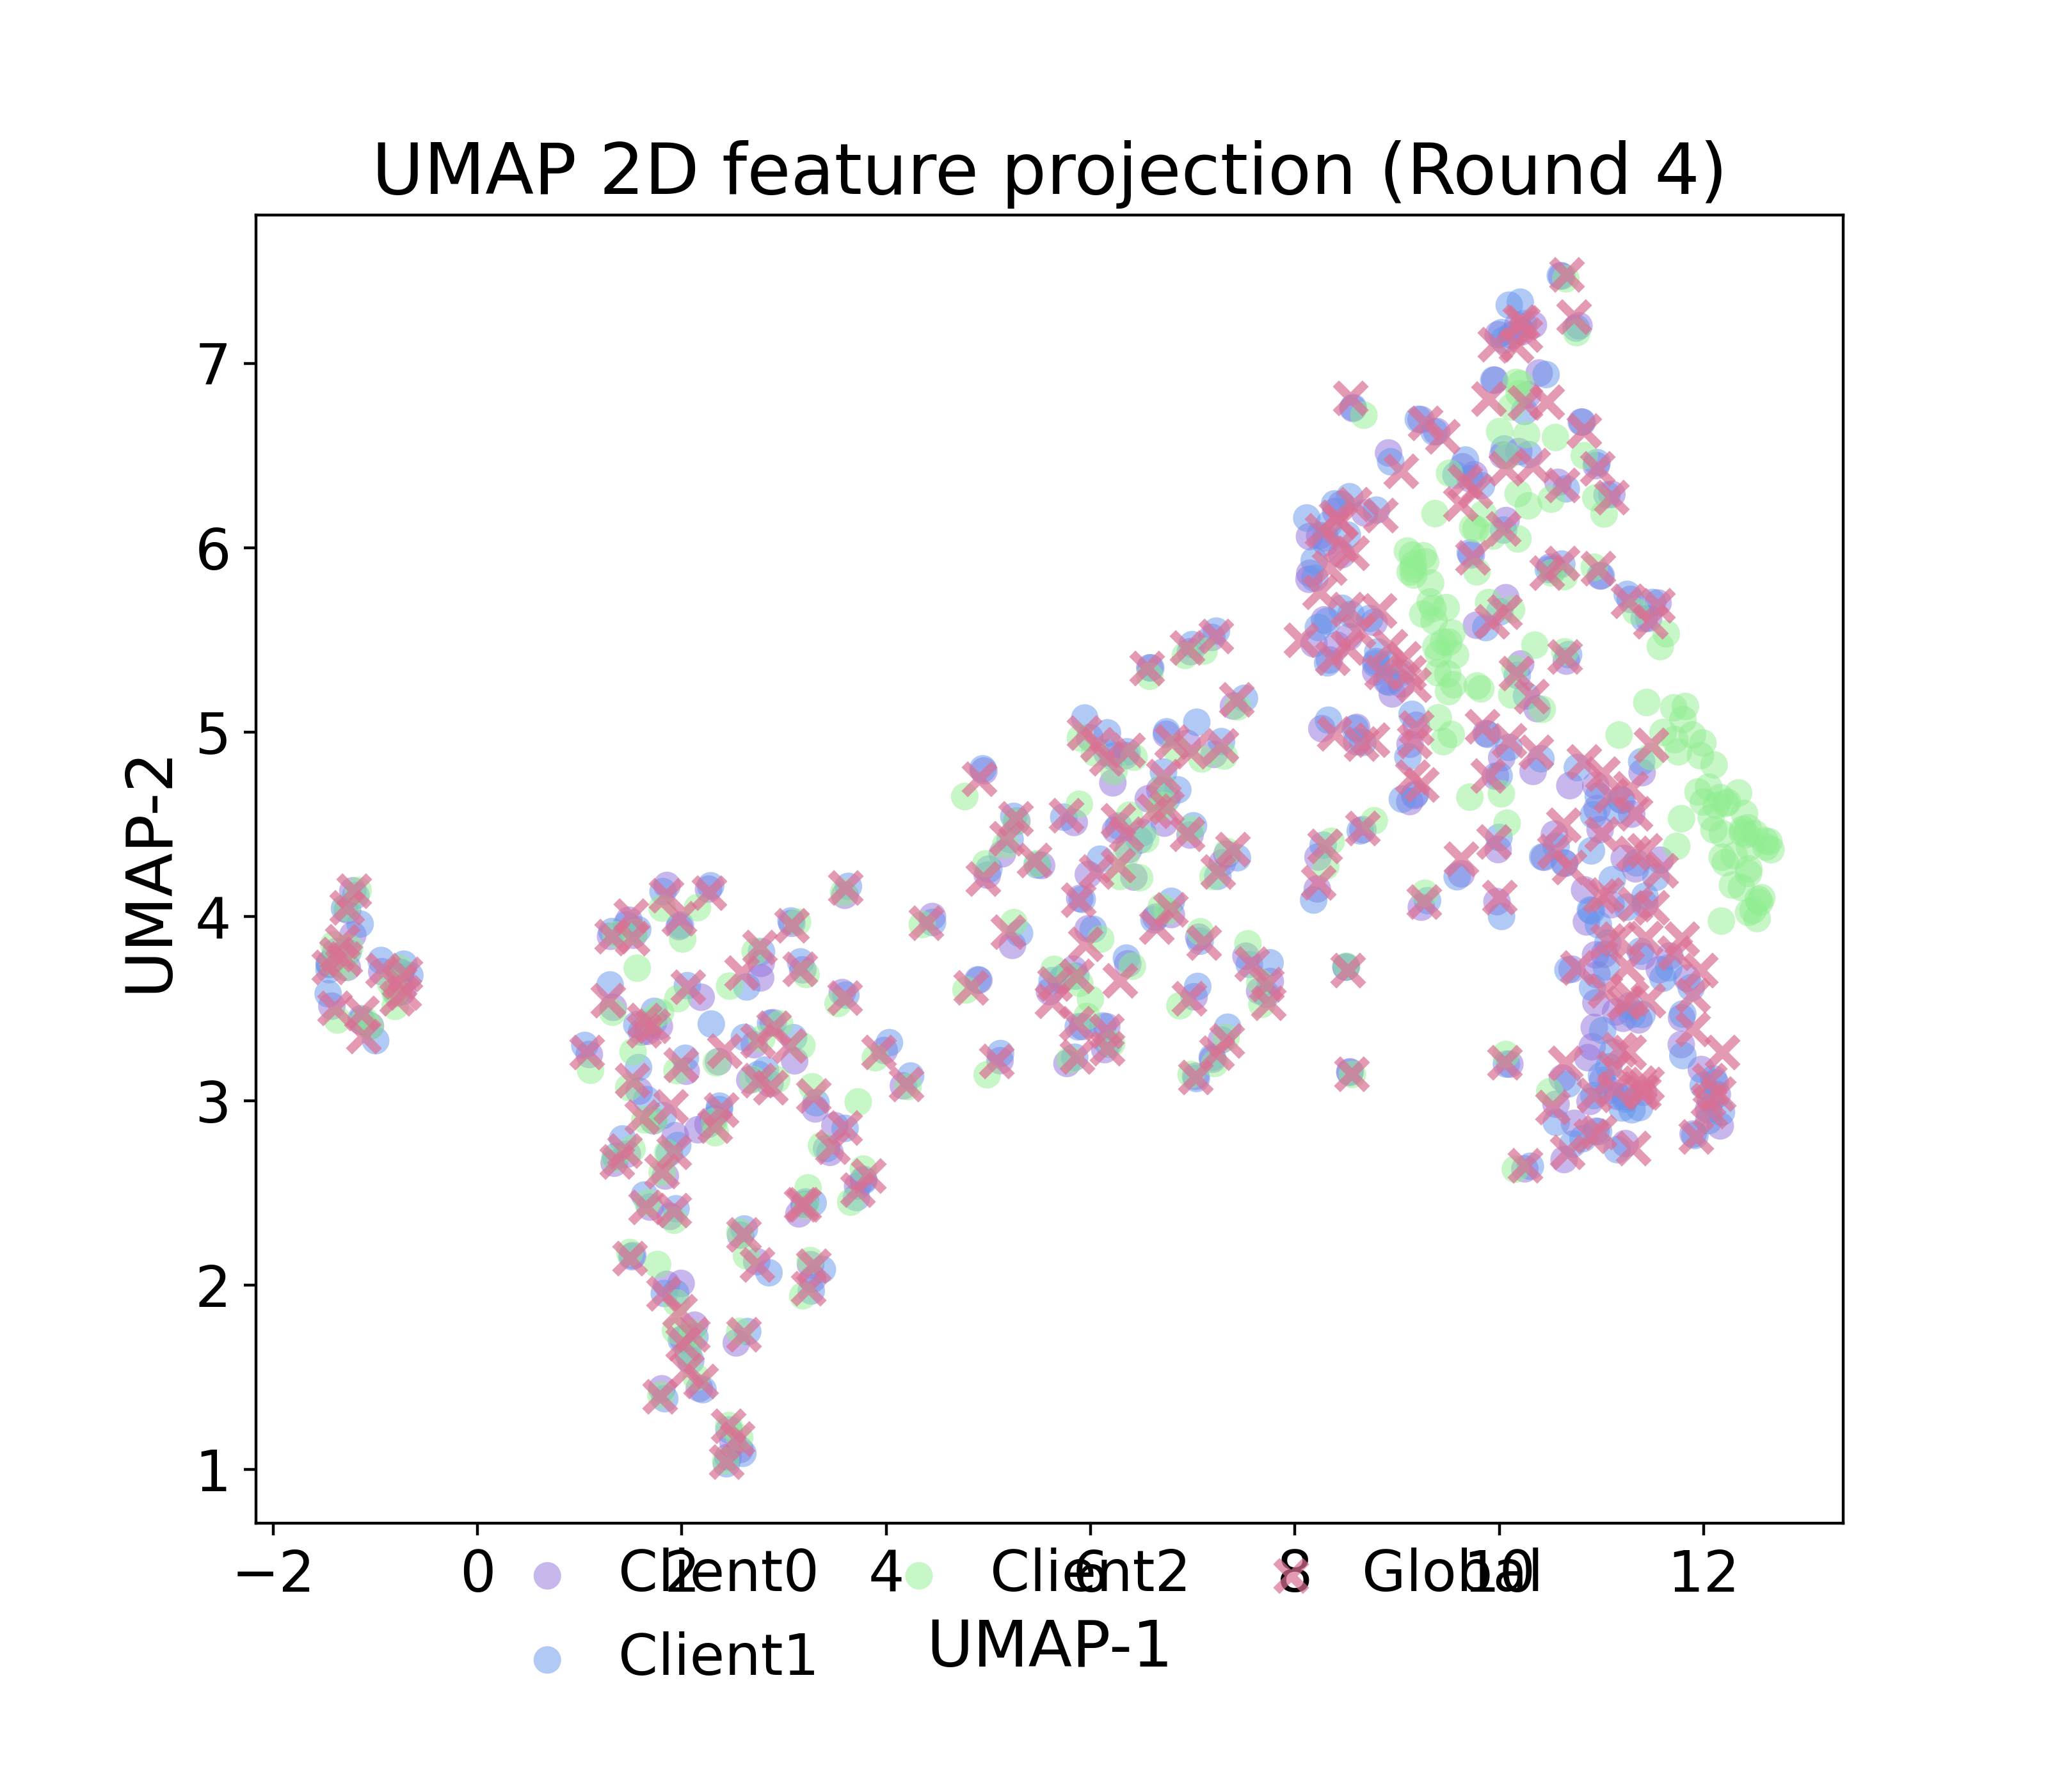 UMAP 2D feature projection (Round 4)
UMAP-2
7
6
5
4
3
2
1
−2 0 2 4 6 8 10 12
Client0 Client2 Global
Client1
UMAP-1